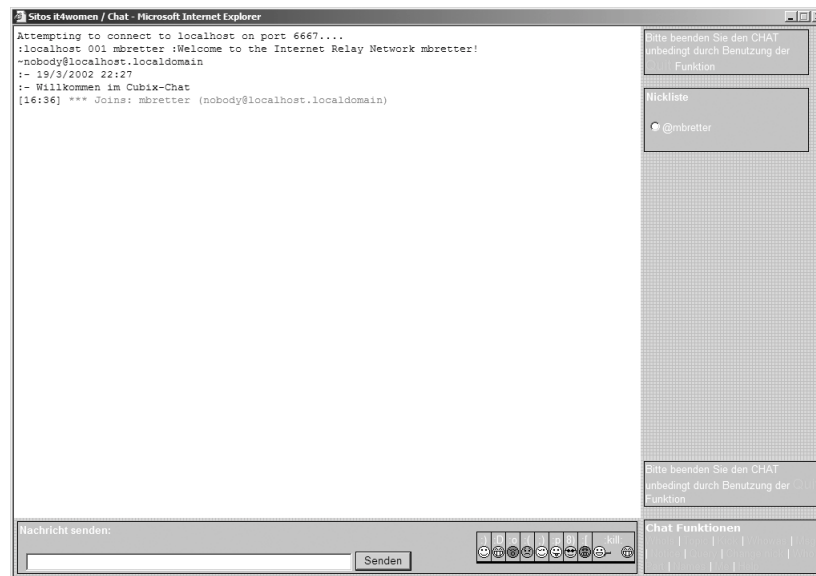 Sitos it4women / Chat - Microsoft Internet Explorer
Attempting to connect to localhost on port 6667....
:localhost 001 mbretter :Welcome to the Internet Relay Network mbretter!
~nobody@localhost.localdomain
:- 19/3/2002 22:27
:- Willkommen im Cubix-Chat
[16:36] *** Joins: mbretter (nobody@localhost.localdomain)
Bitte beenden Sie den CHAT
unbedingt durch Benutzung der
Funktion
Nickliste
@mbretter
Bitte beenden Sie den CHAT
unbedingt durch Benutzung der
Funktion
Nachricht senden:
Senden
:) :D :o :( ;) :p 8) :[ :kill:
Chat Funktionen